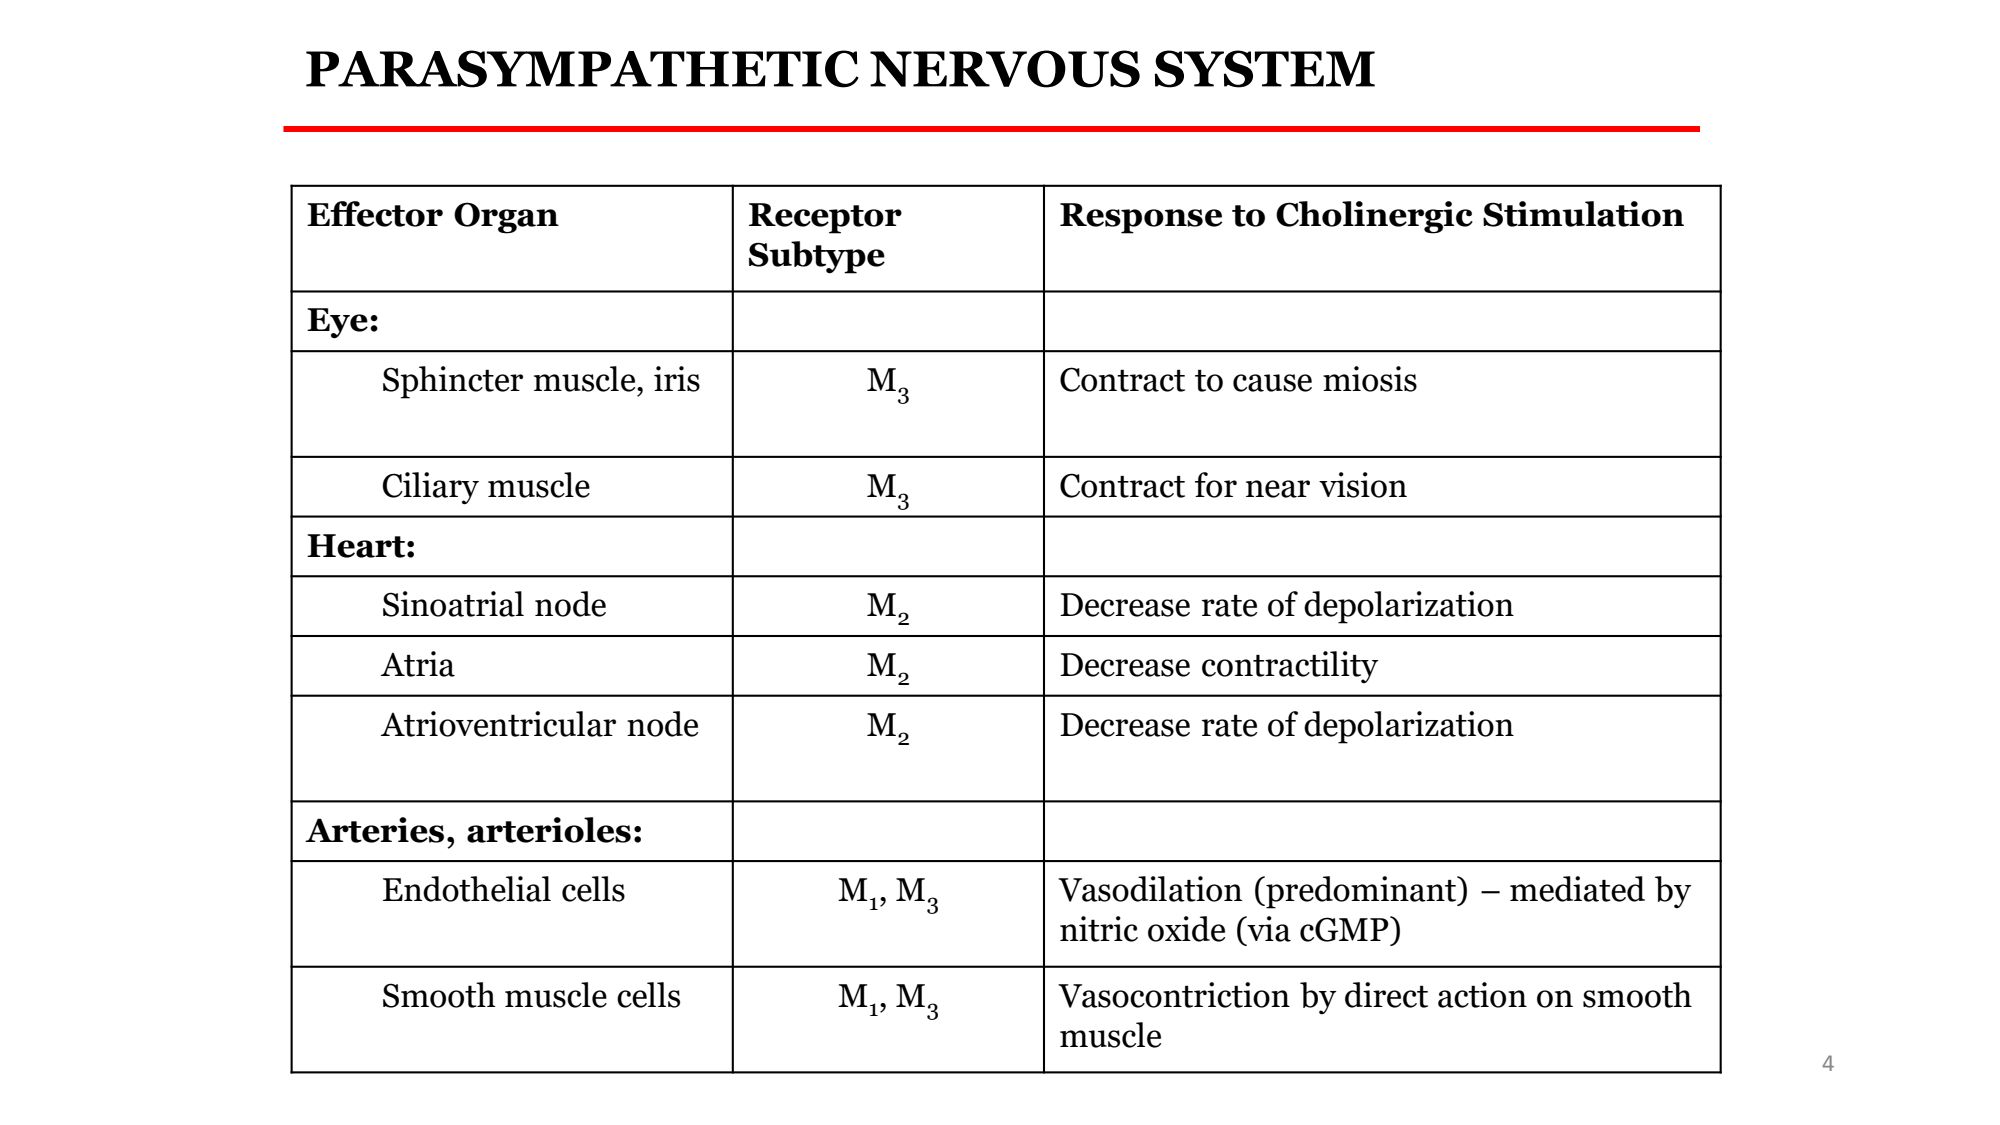 PARASYMPATHETIC NERVOUS SYSTEM
Effector Organ
Receptor
Subtype
Response to Cholinergic Stimulation
Eye:
Sphincter muscle, iris
M3
Contract to cause miosis
Ciliary muscle
M3
Contract for near vision
Heart:
Sinoatrial node
M2
Decrease rate of depolarization
Atria
M2
Decrease contractility
Atrioventricular node
M2
Decrease rate of depolarization
Arteries, arterioles:
Endothelial cells
M1, M3
Vasodilation (predominant) – mediated by
nitric oxide (via cGMP)
Smooth muscle cells
M1, M3
Vasocontriction by direct action on smooth
muscle
4